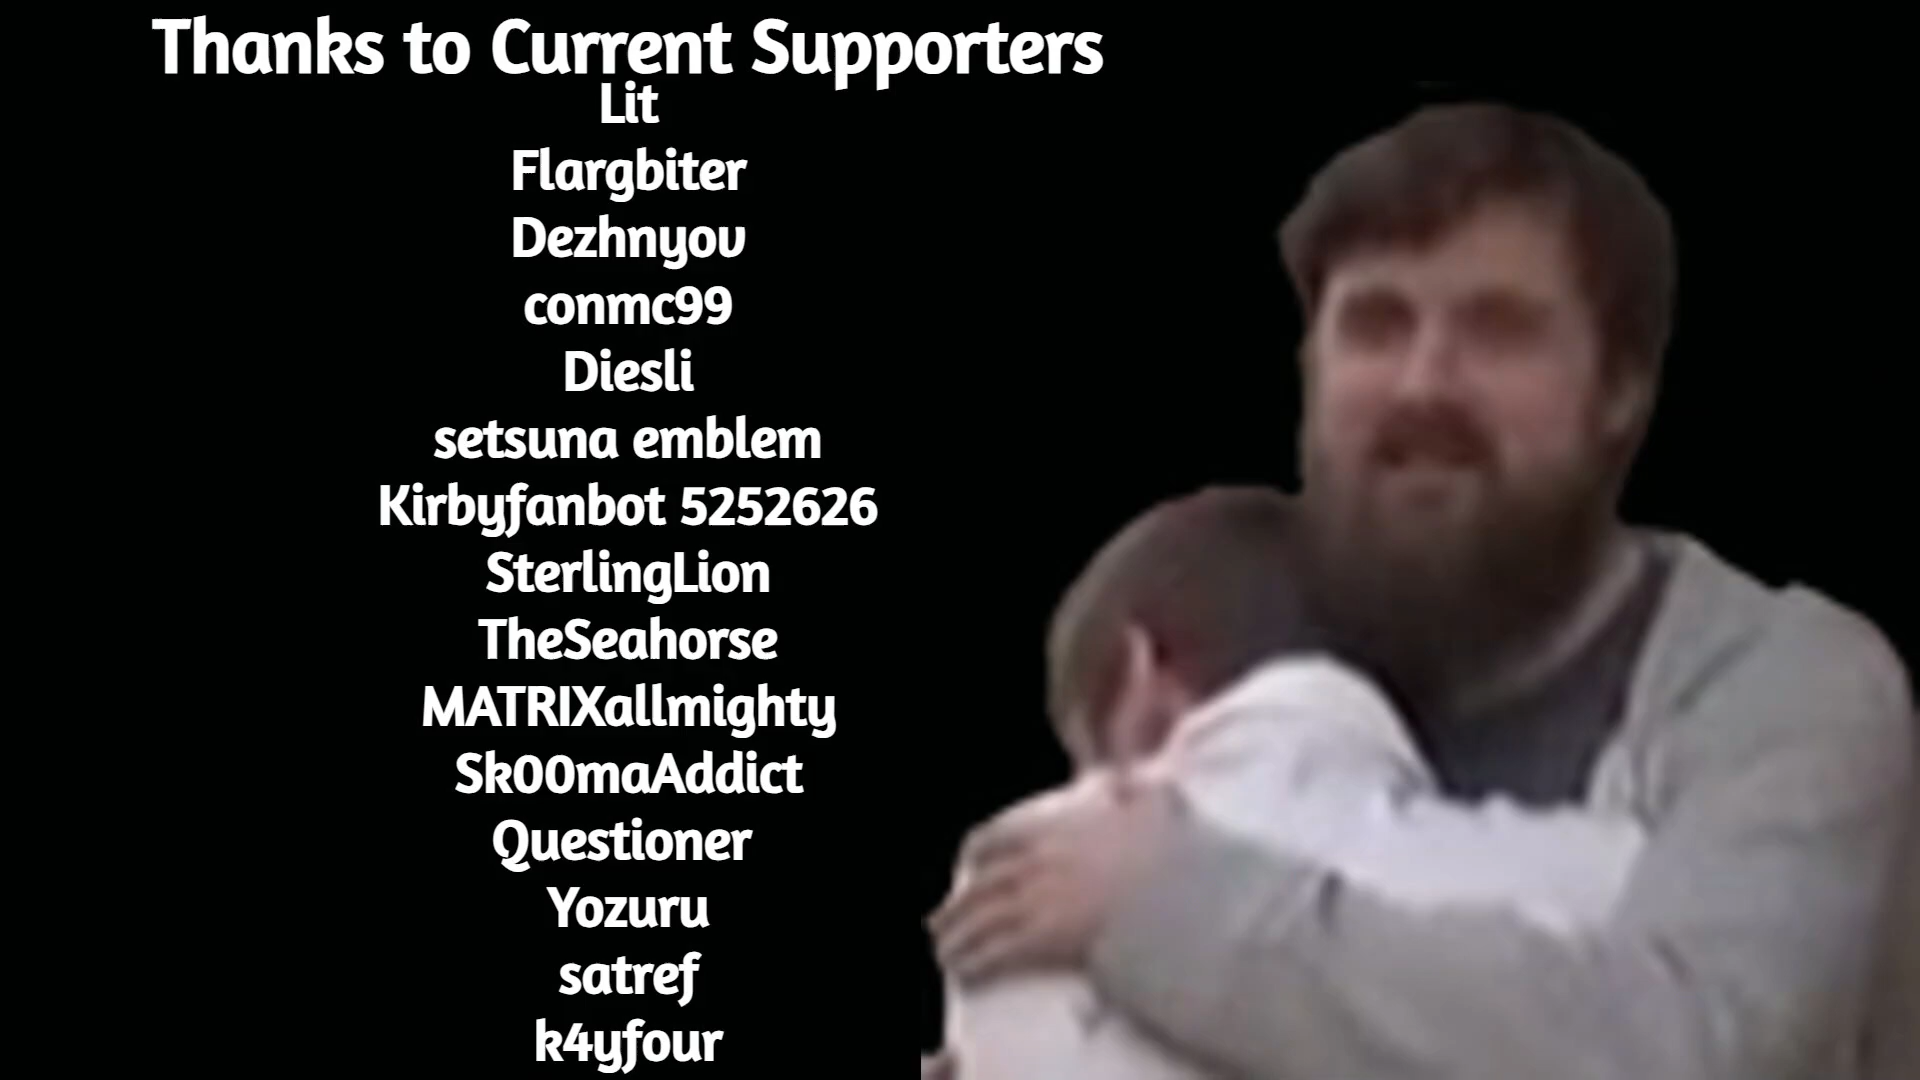 Thanks to Current Supporters
Lit
Flargbiter
Dezhnyov
conmc99
Diesli
setsuna emblem
Kirbyfanbot 5252626
SterlingLion
TheSeahorse
MATRIXallmighty
Sk00maAddict
Questioner
Yozuru
satref
k4yfour